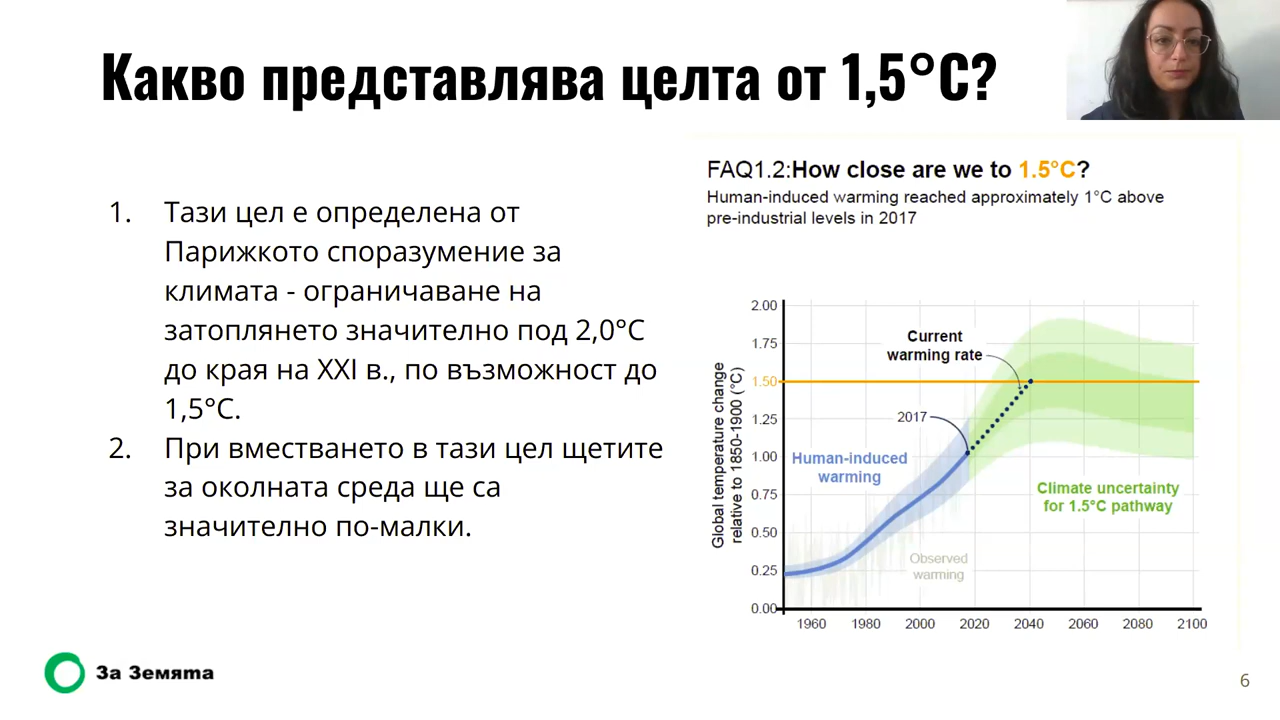 Какво представлява целта от 1,5°C?
1. Тази цел е определена от
Парижкото споразумение за
климата - ограничаване на
затоплянето значително под 2,0°C
до края на XXI в., по възможност до
1,5°C.
2. При вместването в тази цел щетите
за околната среда ще са
значително по-малки.
FAQ1.2:How close are we to 1.5°C?
Human-induced warming reached approximately 1°C above
pre-industrial levels in 2017
Global temperature change
relative to 1850-1900 (°C)
2.00
1.75
1.50
1.25
1.00
0.75
0.50
0.25
0.00
Current
warming rate
2017
Human-induced
warming
Climate uncertainty
for 1.5°C pathway
Observed
warming
1960 1980 2000 2020 2040 2060 2080 2100
За Земята
6